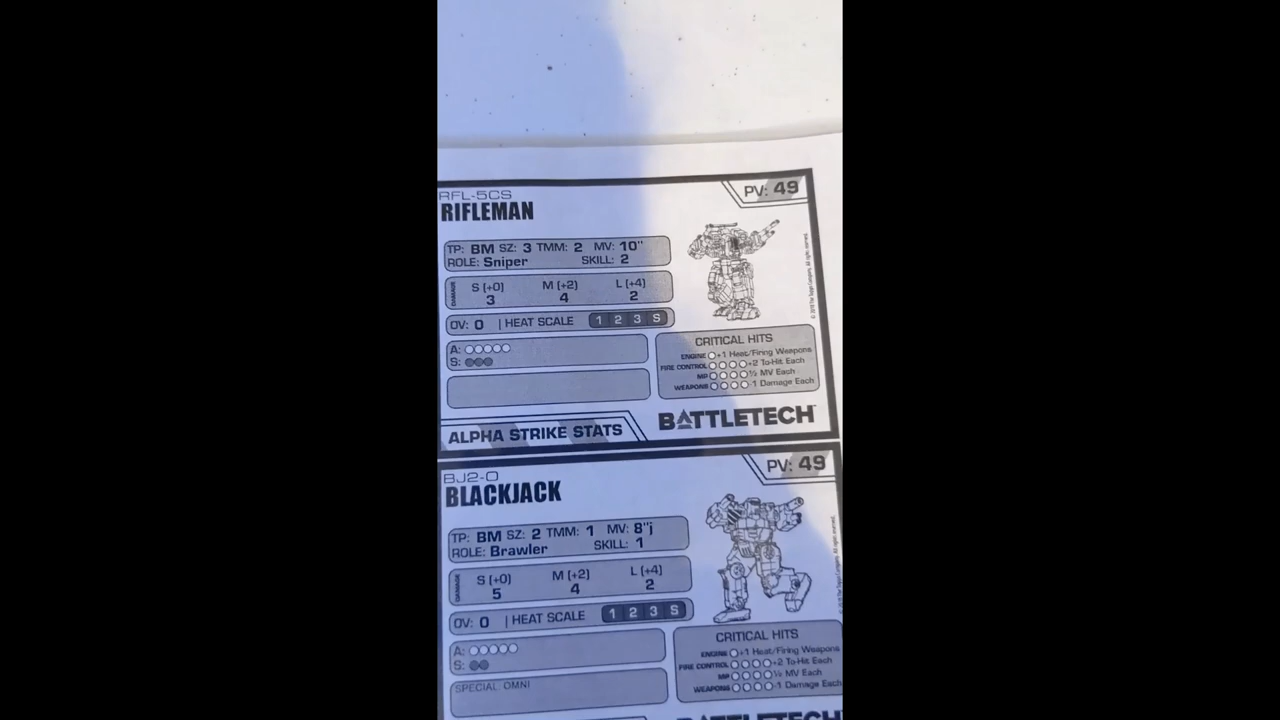 RFL-5CS
RIFLEMAN
PV: 49
TP: BM SZ: 3 TMM: 2 MV: 10"
ROLE: Sniper SKILL: 2
DAMAGE
S (+0) M (+2) L (+4)
3 4 2
OV: 0 | HEAT SCALE 1 2 3 S
A:
S:
CRITICAL HITS
ENGINE +1 Heat/Firing Weapons
FIRE CONTROL +2 To-Hit Each
MP ½ MV Each
WEAPONS -1 Damage Each
ALPHA STRIKE STATS
BATTLETECH
BJ2-O
BLACKJACK
PV: 49
TP: BM SZ: 2 TMM: 1 MV: 8"j
ROLE: Brawler SKILL: 1
DAMAGE
S (+0) M (+2) L (+4)
5 4 2
OV: 0 | HEAT SCALE 1 2 3 S
A:
S:
SPECIAL: OMNI
CRITICAL HITS
ENGINE +1 Heat/Firing Weapons
FIRE CONTROL +2 To-Hit Each
MP ½ MV Each
WEAPONS -1 Damage Each
BATTLETECH